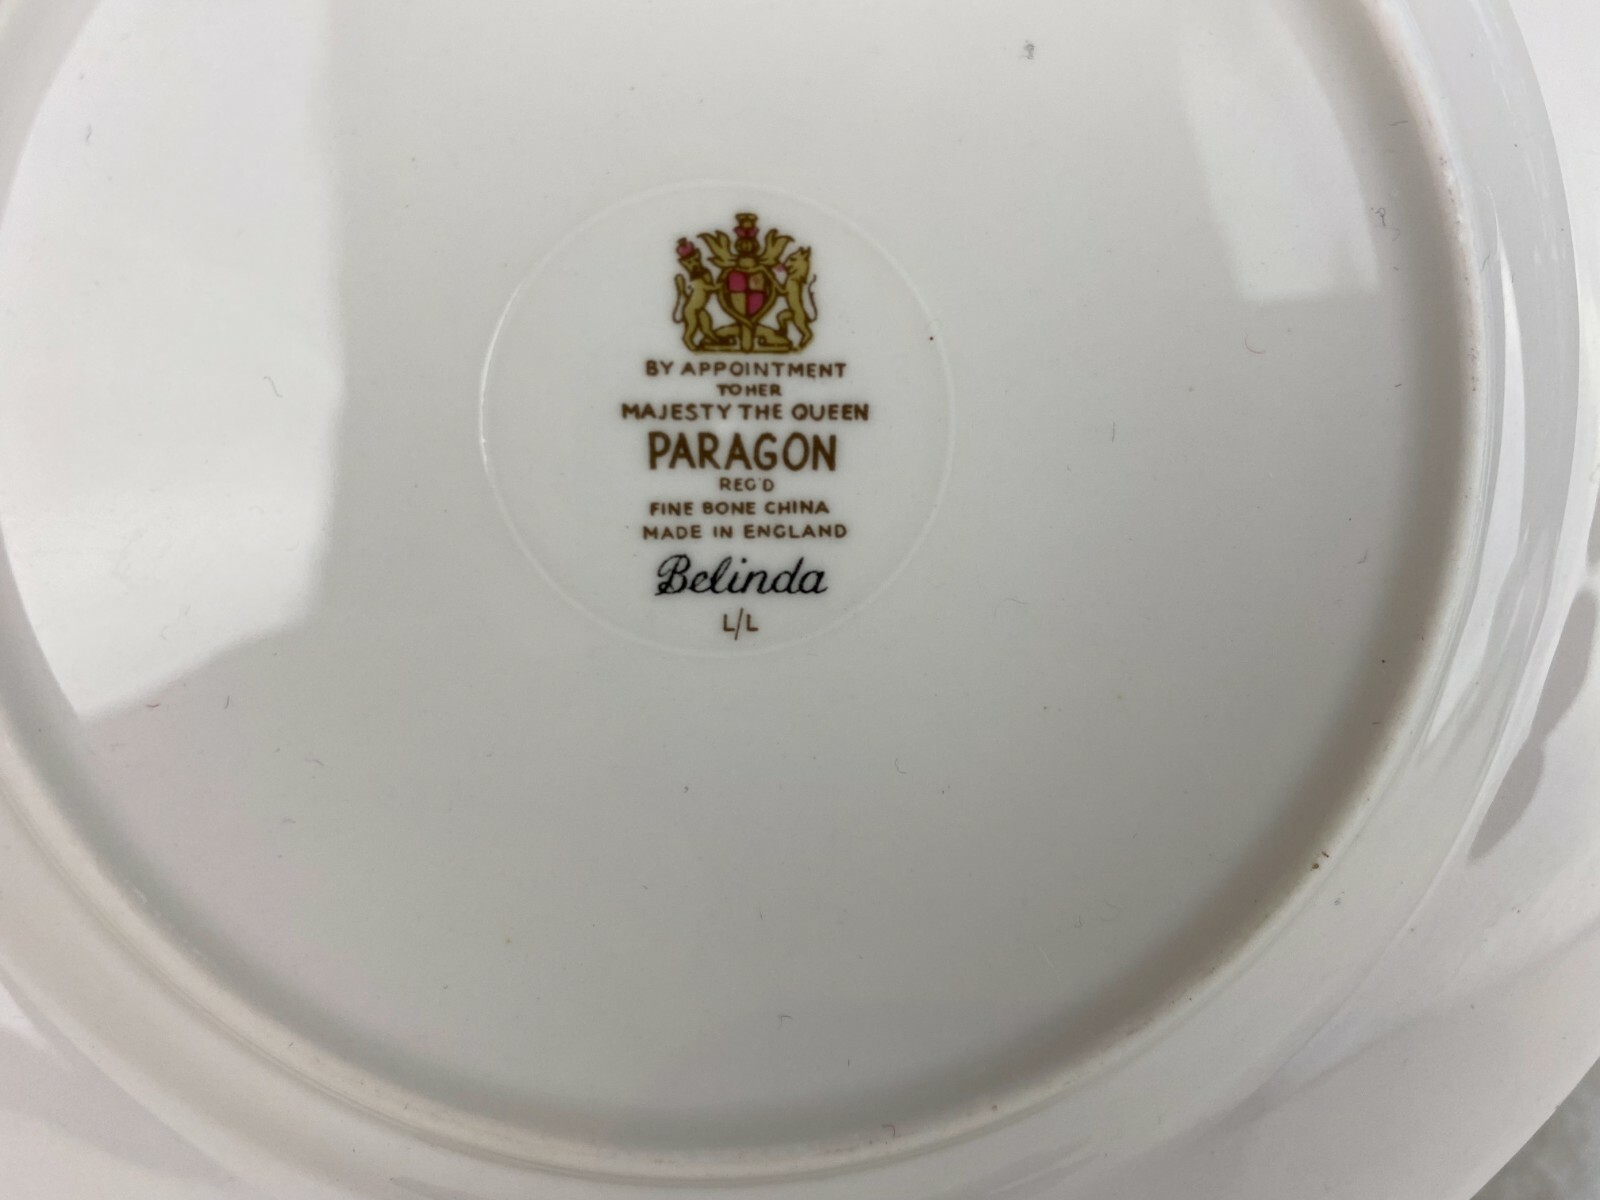 BY APPOINTMENT
TO HER
MAJESTY THE QUEEN
PARAGON
REG'D
FINE BONE CHINA
MADE IN ENGLAND
Belinda
L/L